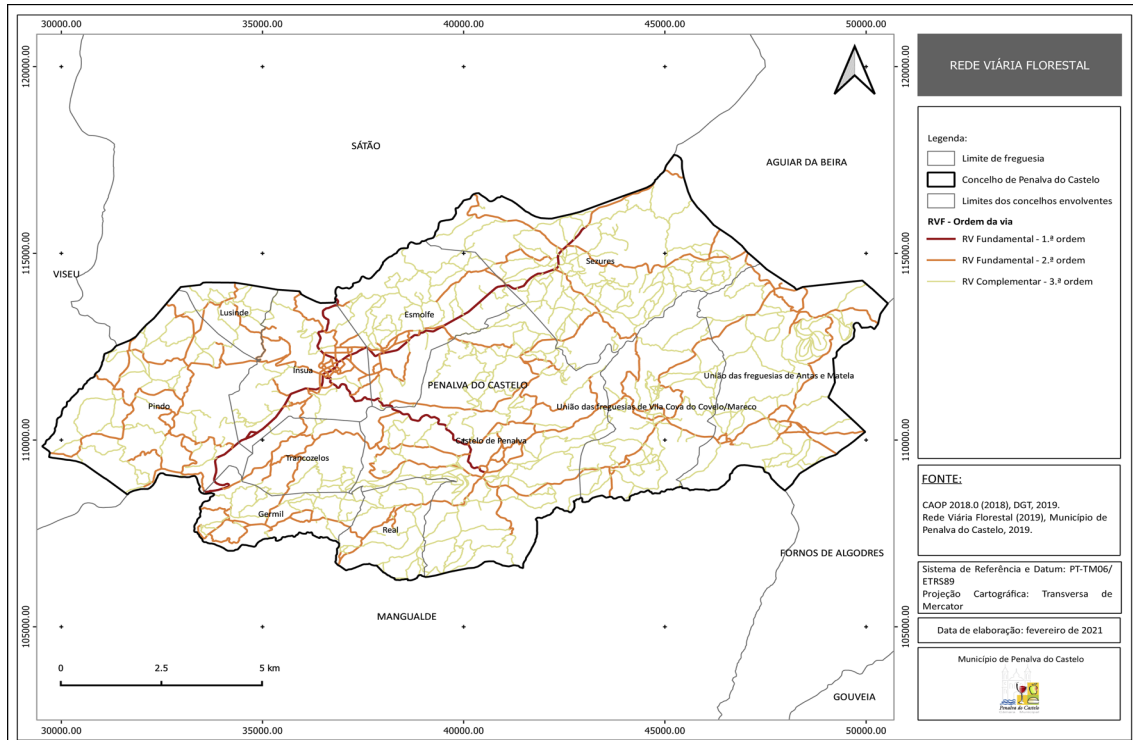 30000.00
35000.00
40000.00
45000.00
50000.00
120000.00
120000.00
REDE VIÁRIA FLORESTAL
SÁTÃO
AGUIAR DA BEIRA
Legenda:
Limite de freguesia
Concelho de Penalva do Castelo
Limites dos concelhos envolventes
RVF - Ordem da via
RV Fundamental - 1.ª ordem
RV Fundamental - 2.ª ordem
RV Complementar - 3.ª ordem
115000.00
115000.00
VISEU
Sezures
Lusinde
Esmolfe
Insua
União das freguesias de Antas e Matela
PENALVA DO CASTELO
Pindo
União das freguesias de Vila Cova do Covelo/Mareco
110000.00
110000.00
Castelo de Penalva
Trancozelos
Germil
Real
FONTE:
CAOP 2018.0 (2018), DGT, 2019.
Rede Viária Florestal (2019), Município de
Penalva do Castelo, 2019.
FORNOS DE ALGODRES
Sistema de Referência e Datum: PT-TM06/
ETRS89
Projeção Cartográfica: Transversa de
Mercator
MANGUALDE
105000.00
105000.00
Data de elaboração: fevereiro de 2021
Município de Penalva do Castelo
0 2.5 5 km
GOUVEIA
Penalva do Castelo
30000.00
35000.00
40000.00
45000.00
50000.00